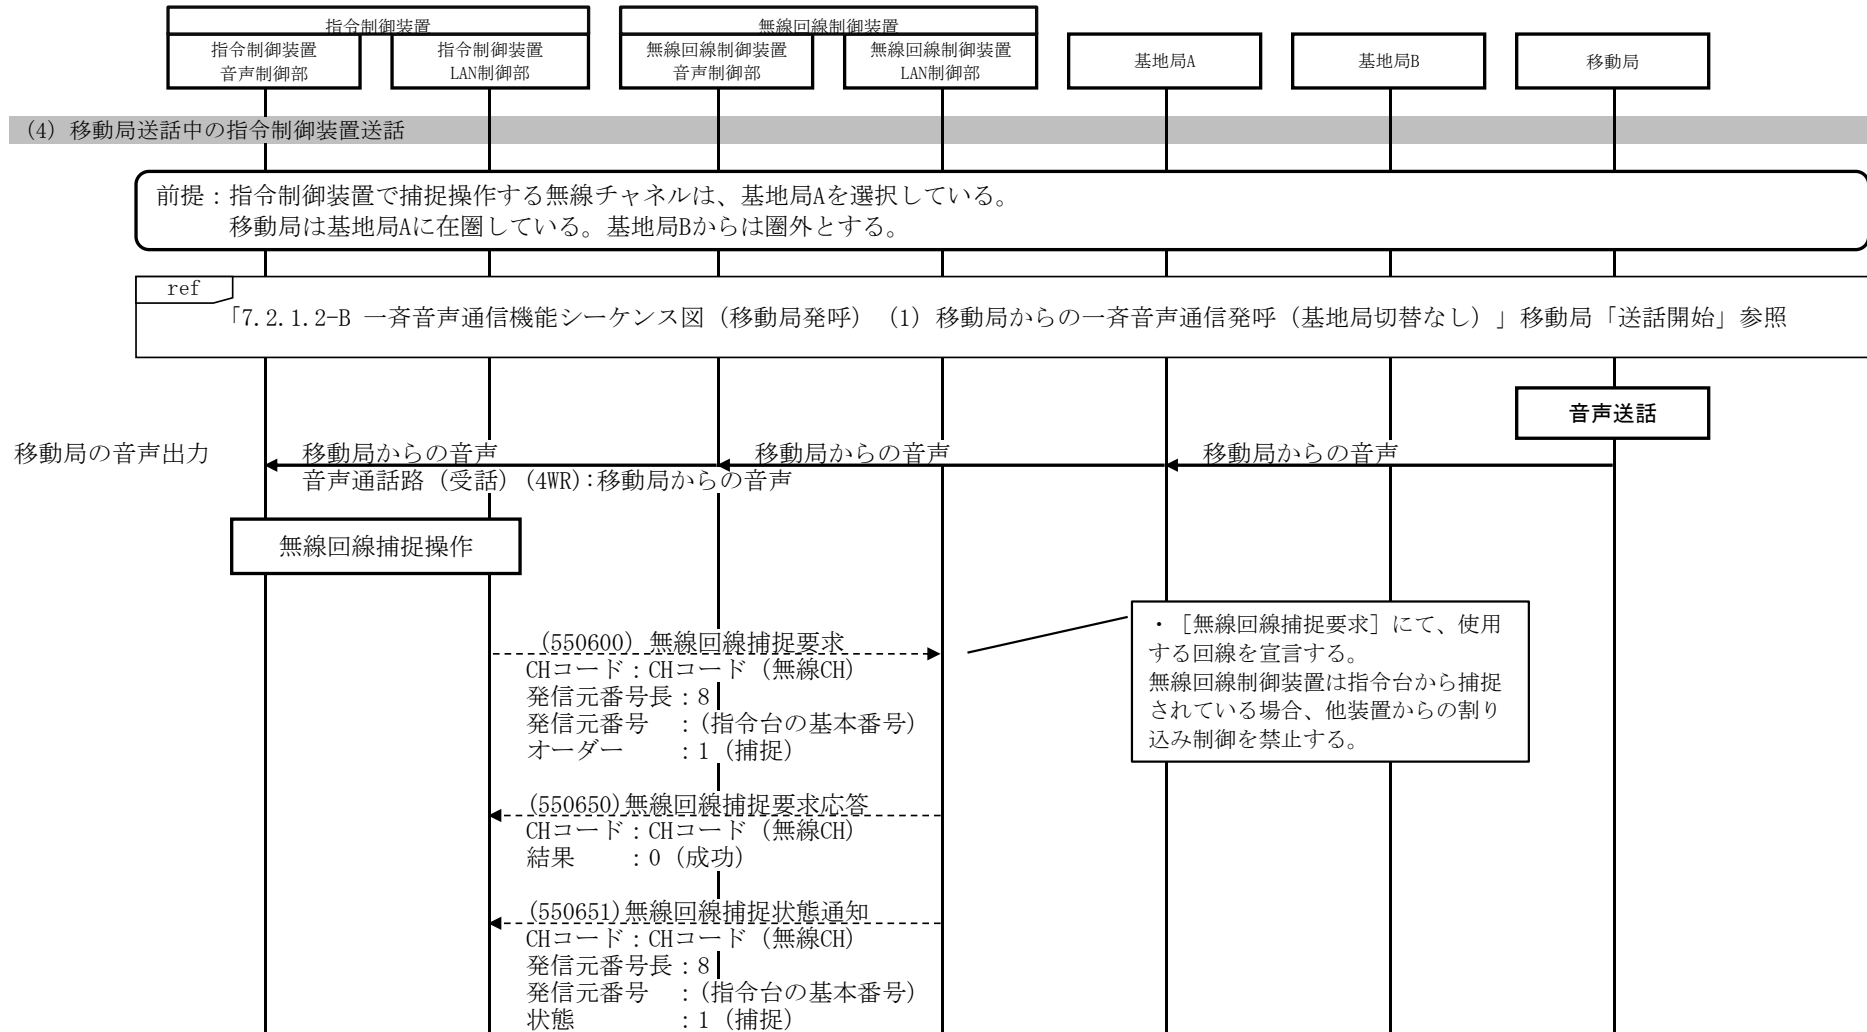 指令制御装置
無線回線制御装置
指令制御装置
音声制御部
指令制御装置
LAN制御部
無線回線制御装置
音声制御部
無線回線制御装置
LAN制御部
基地局A
基地局B
移動局
(4) 移動局送話中の指令制御装置送話
前提：指令制御装置で捕捉操作する無線チャネルは、基地局Aを選択している。
移動局は基地局Aに在圏している。基地局Bからは圏外とする。
ref
「7.2.1.2-B 一斉音声通信機能シーケンス図（移動局発呼）（1）移動局からの一斉音声通信発呼（基地局切替なし）」移動局「送話開始」参照
音声送話
移動局の音声出力
移動局からの音声
移動局からの音声
移動局からの音声
音声通話路（受話）(4WR):移動局からの音声
無線回線捕捉操作
(550600) 無線回線捕捉要求
CHコード：CHコード（無線CH）
発信元番号長：8
発信元番号　：(指令台の基本番号)
オーダー　　：1（捕捉）
・［無線回線捕捉要求］にて、使用
する回線を宣言する。
無線回線制御装置は指令台から捕捉
されている場合、他装置からの割り
込み制御を禁止する。
(550650)無線回線捕捉要求応答
CHコード：CHコード（無線CH）
結果　　：0（成功）
(550651)無線回線捕捉状態通知
CHコード：CHコード（無線CH）
発信元番号長：8
発信元番号　：(指令台の基本番号)
状態　　　　：1（捕捉）